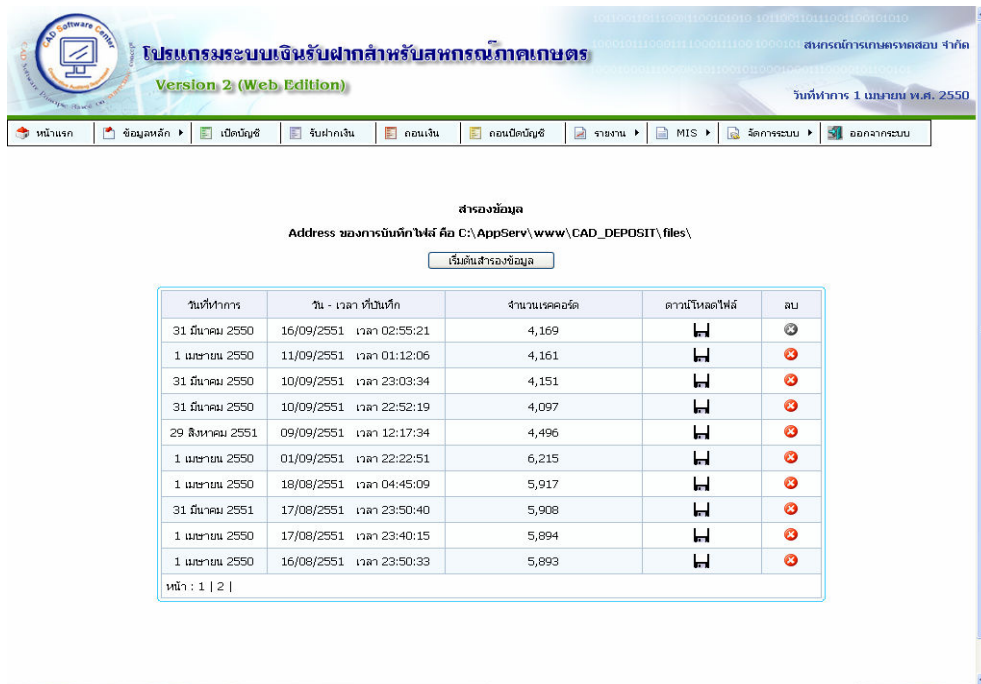 CAD Software Center
โปรแกรมระบบเงินรับฝากสำหรับสหกรณ์ภาคเกษตร
Version 2 (Web Edition)
สหกรณ์การเกษตรทดสอบ จำกัด
วันที่ทำการ 1 เมษายน พ.ศ. 2550
หน้าแรก ข้อมูลหลัก เปิดบัญชี รับฝากเงิน ถอนเงิน ถอนปิดบัญชี รายงาน MIS จัดการระบบ ออกจากระบบ
สำรองข้อมูล
Address ของการบันทึกไฟล์ คือ C:\AppServ\www\CAD_DEPOSIT\files\
เริ่มต้นสำรองข้อมูล
วันที่ทำการ วัน - เวลา ที่บันทึก จำนวนเรคคอร์ด ดาวน์โหลดไฟล์ ลบ
31 มีนาคม 2550 16/09/2551 เวลา 02:55:21 4,169
1 เมษายน 2550 11/09/2551 เวลา 01:12:06 4,161
31 มีนาคม 2550 10/09/2551 เวลา 23:03:34 4,151
31 มีนาคม 2550 10/09/2551 เวลา 22:52:19 4,097
29 สิงหาคม 2551 09/09/2551 เวลา 12:17:34 4,496
1 เมษายน 2550 01/09/2551 เวลา 22:22:51 6,215
1 เมษายน 2550 18/08/2551 เวลา 04:45:09 5,917
31 มีนาคม 2551 17/08/2551 เวลา 23:50:40 5,908
1 เมษายน 2550 17/08/2551 เวลา 23:40:15 5,894
1 เมษายน 2550 16/08/2551 เวลา 23:50:33 5,893
หน้า : 1 | 2 |